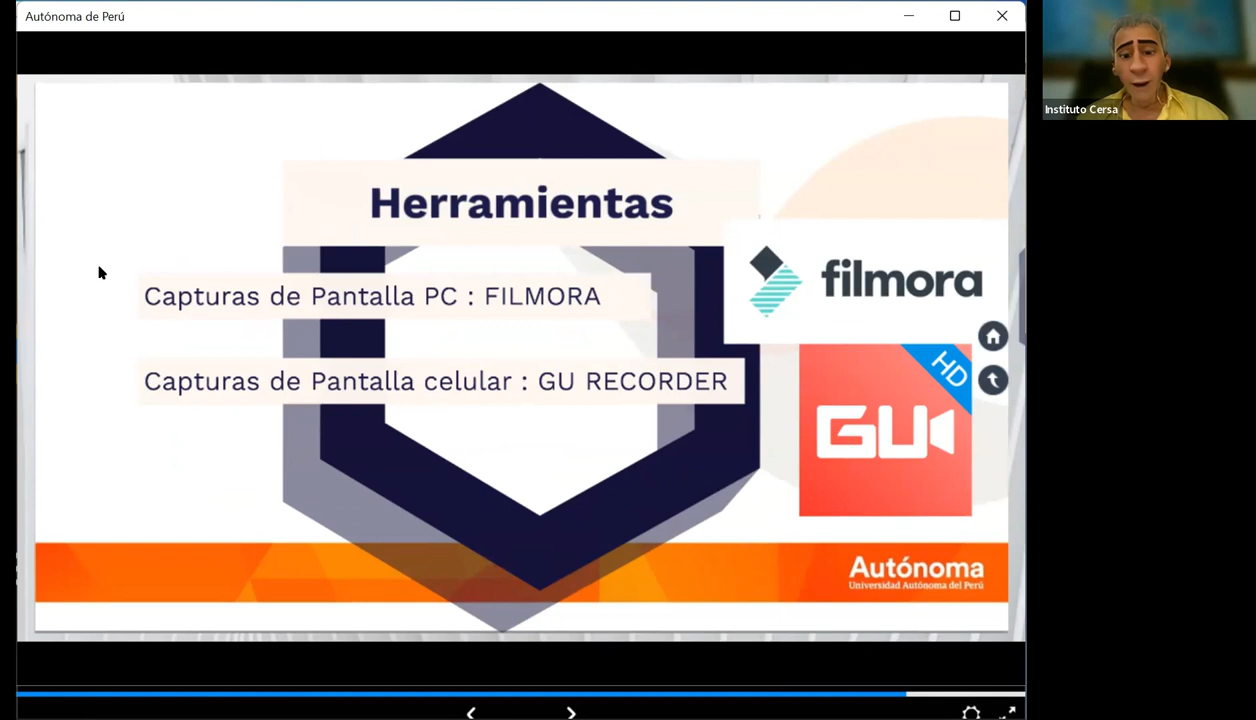 Autónoma de Perú
Instituto Cersa
Herramientas
filmora
Capturas de Pantalla PC : FILMORA
Capturas de Pantalla celular : GU RECORDER
HD
GU
Autónoma
Universidad Autónoma del Perú